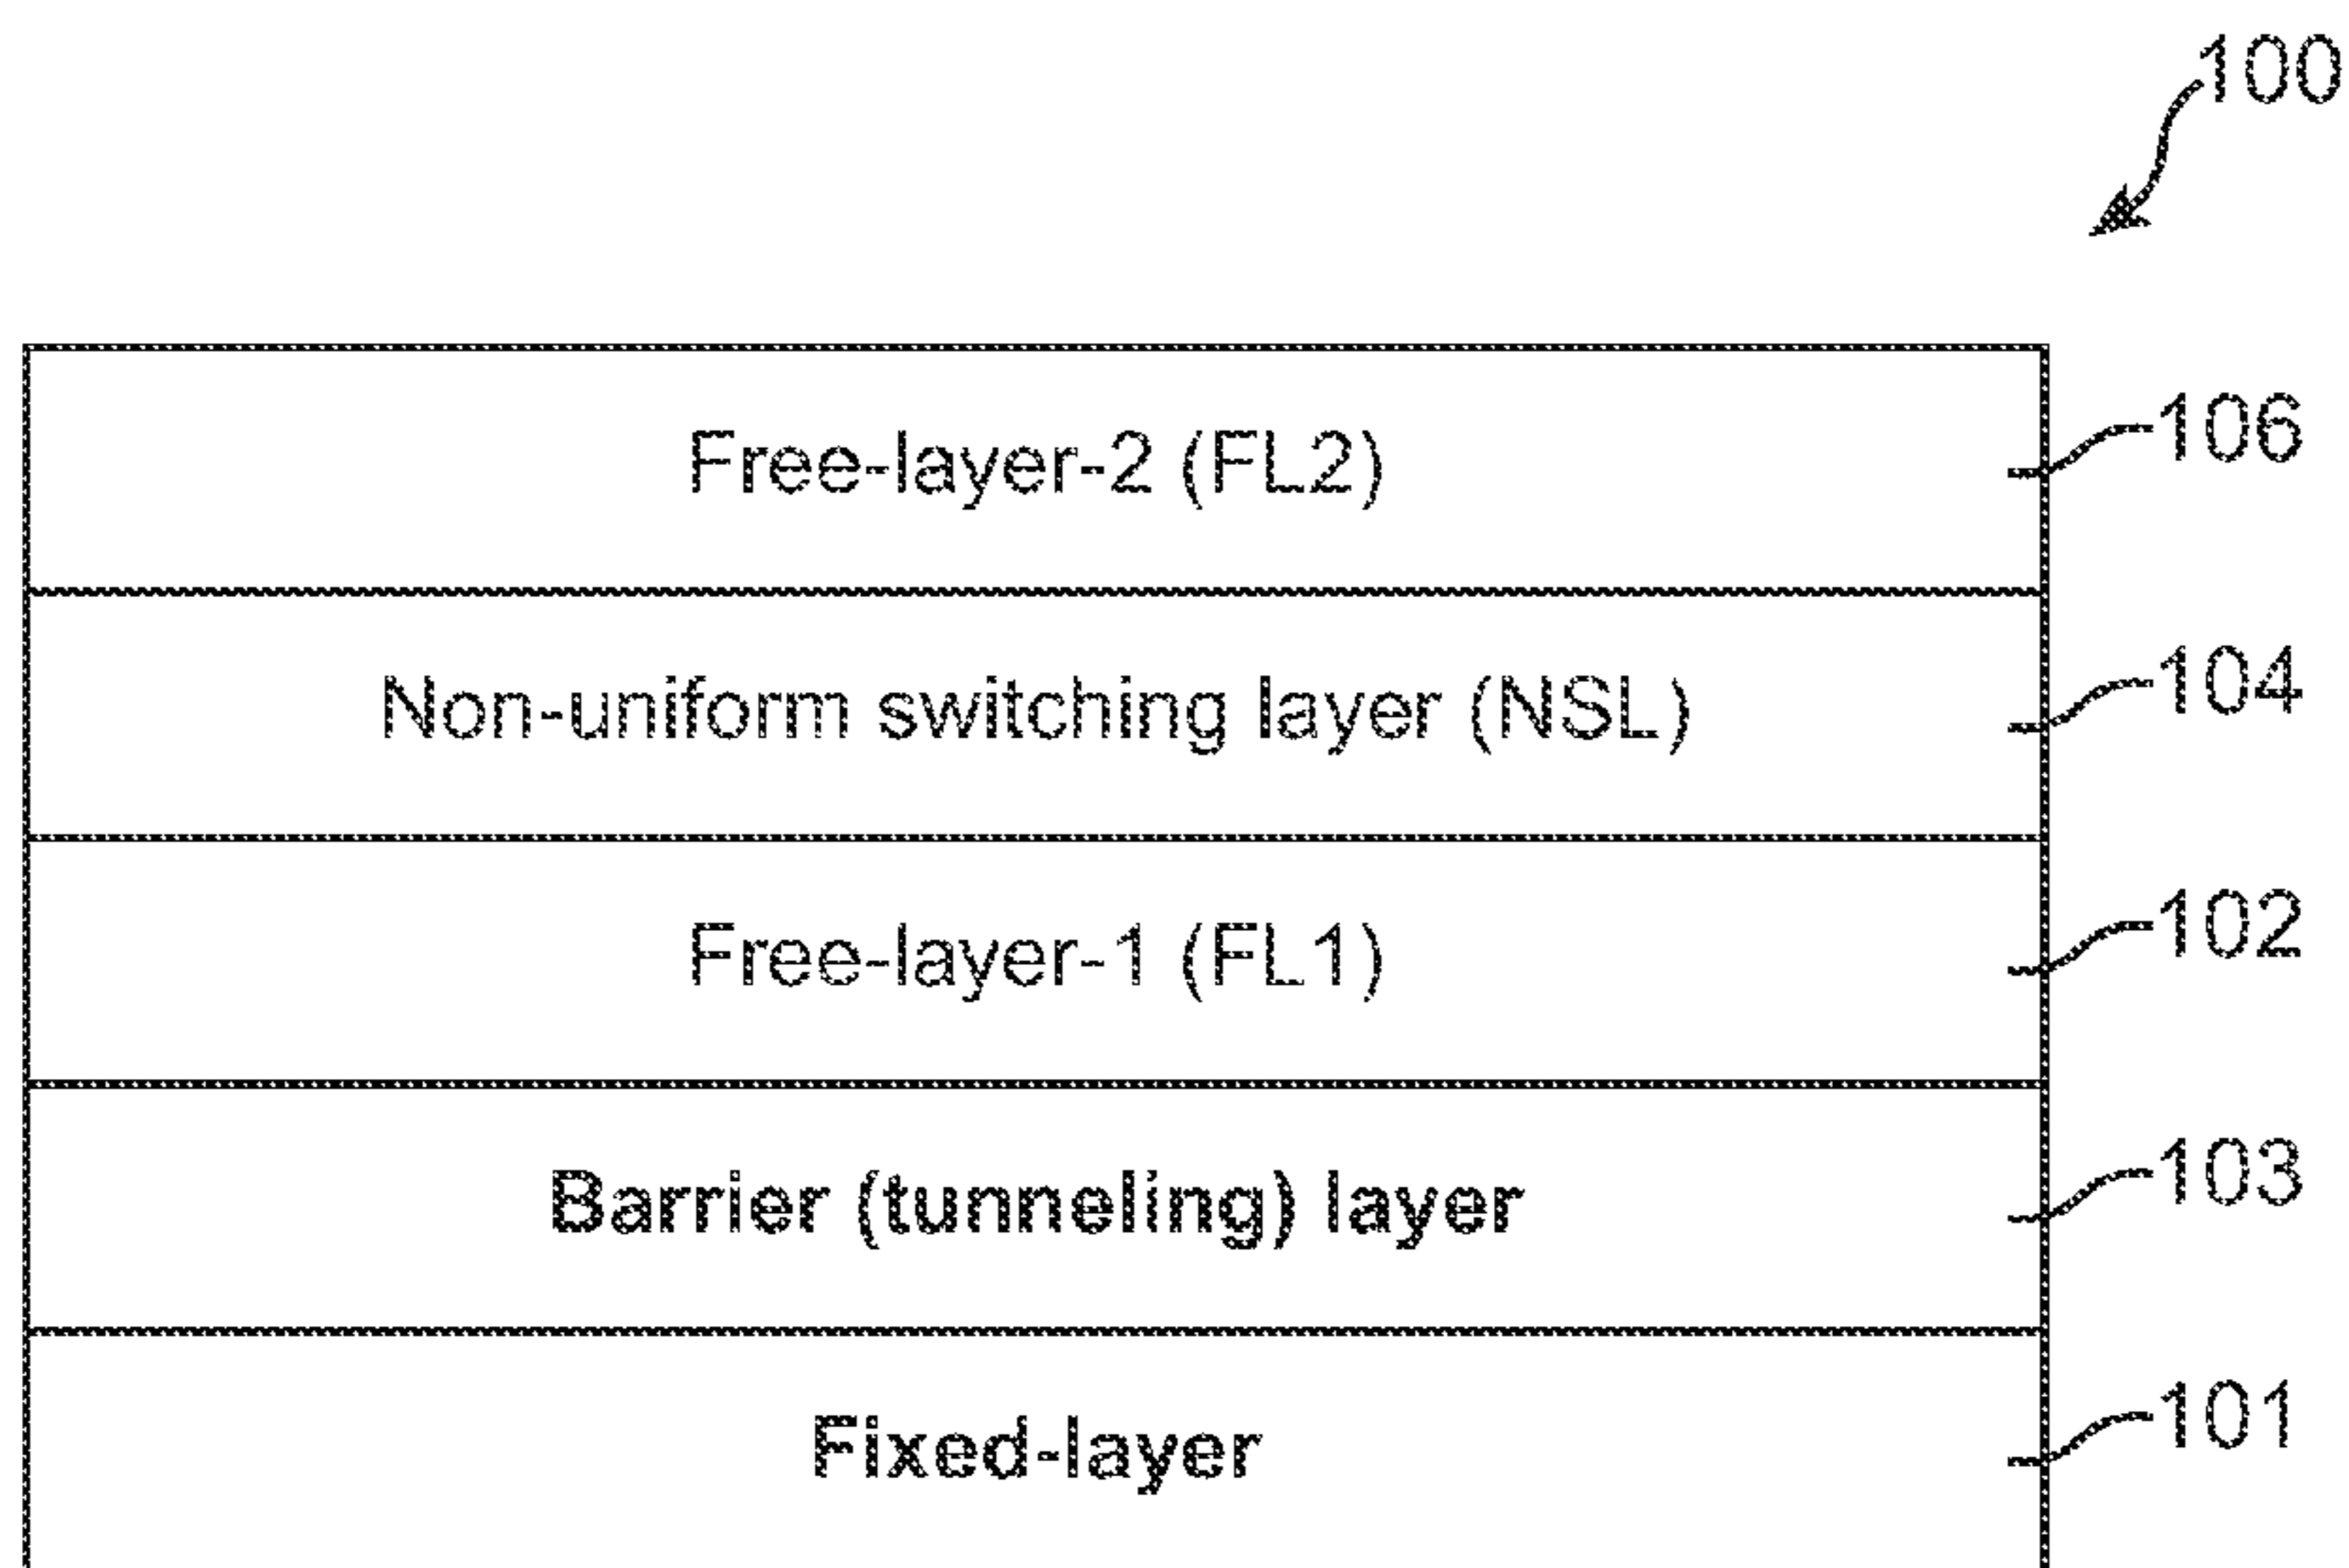 100
Free-layer-2 (FL2)
106
Non-uniform switching layer (NSL)
104
Free-layer-1 (FL1)
102
Barrier (tunneling) layer
103
Fixed-layer
101